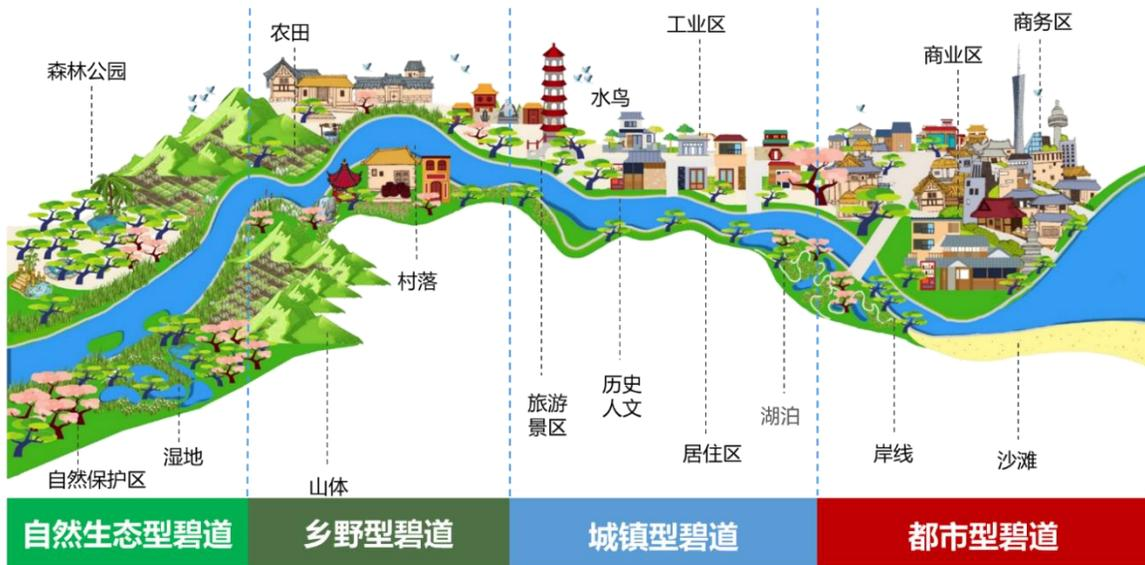 森林公园
农田
水鸟
工业区
商业区
商务区
村落
自然保护区
湿地
山体
旅游
景区
历史
人文
居住区
湖泊
岸线
沙滩
自然生态型碧道
乡野型碧道
城镇型碧道
都市型碧道